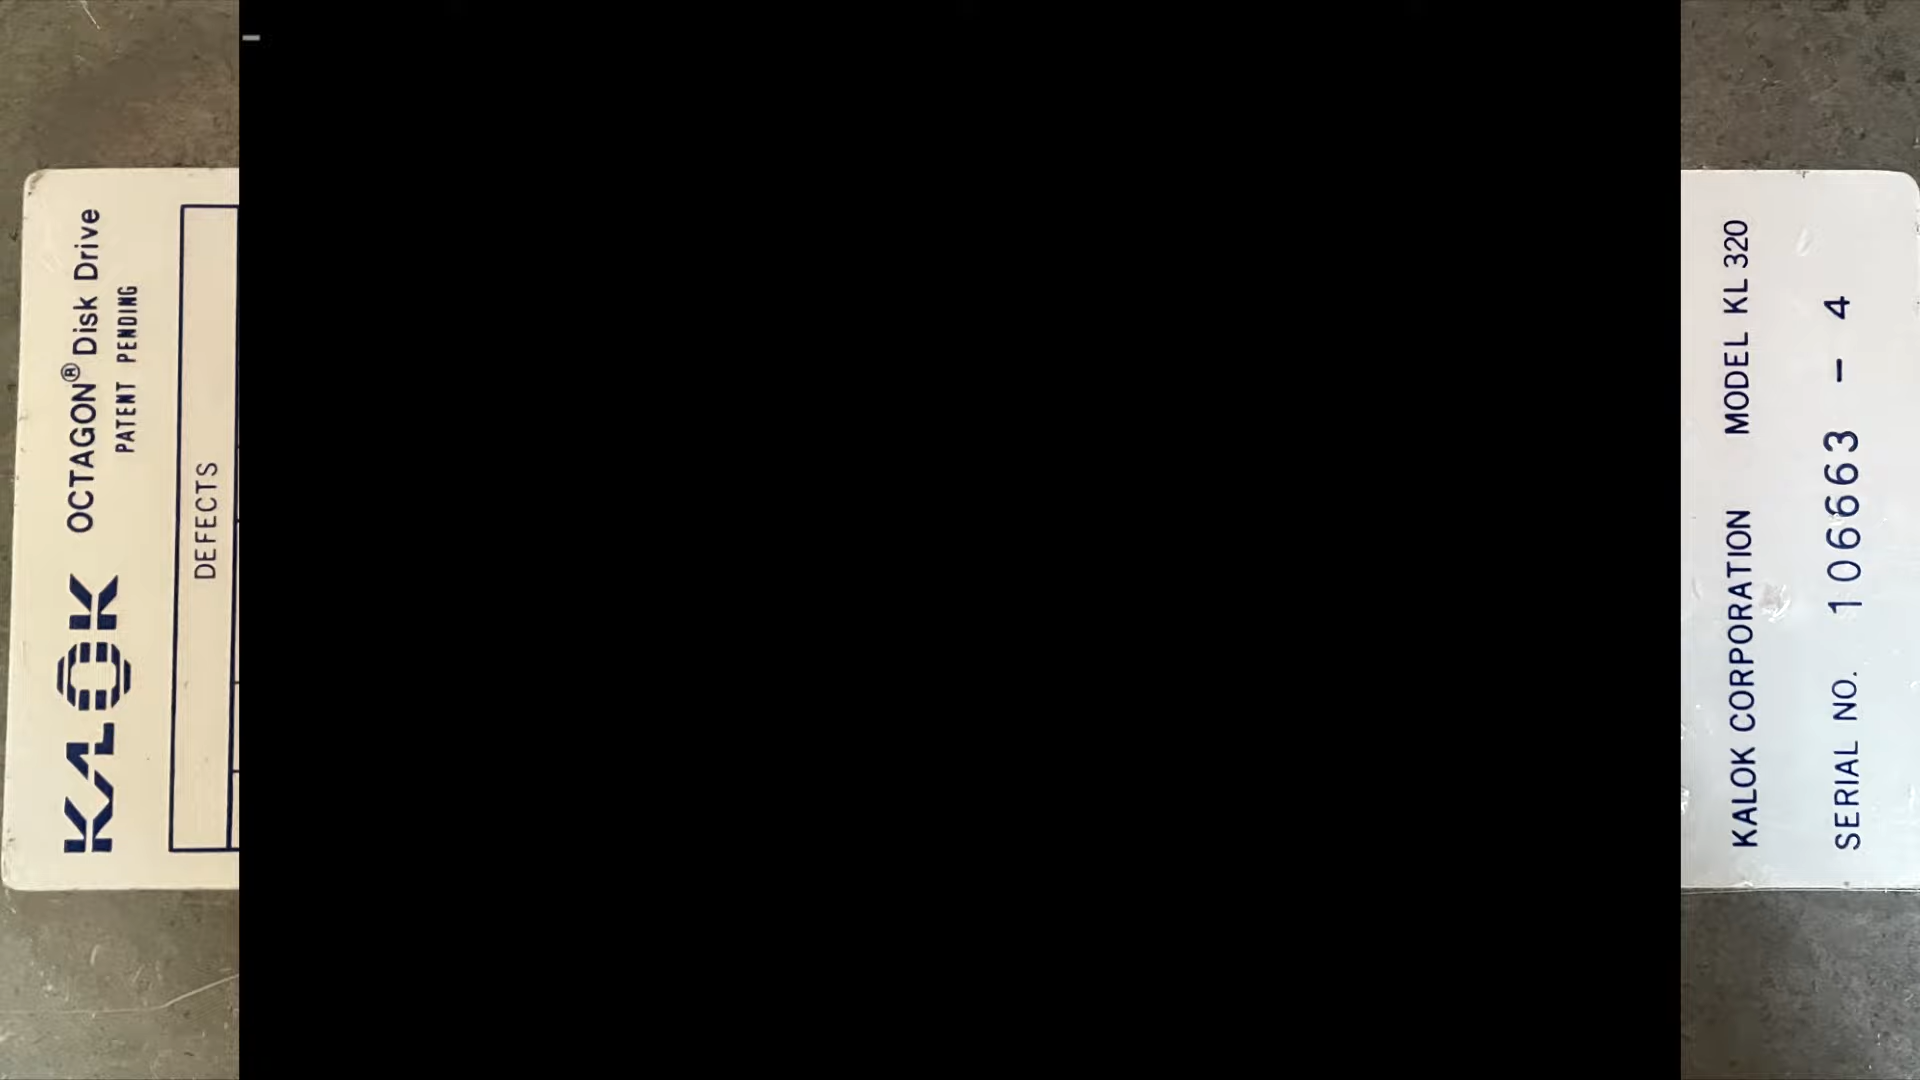 KALOK OCTAGON® Disk Drive
PATENT PENDING
DEFECTS
KALOK CORPORATION MODEL KL 320
SERIAL NO. 106663 - 4